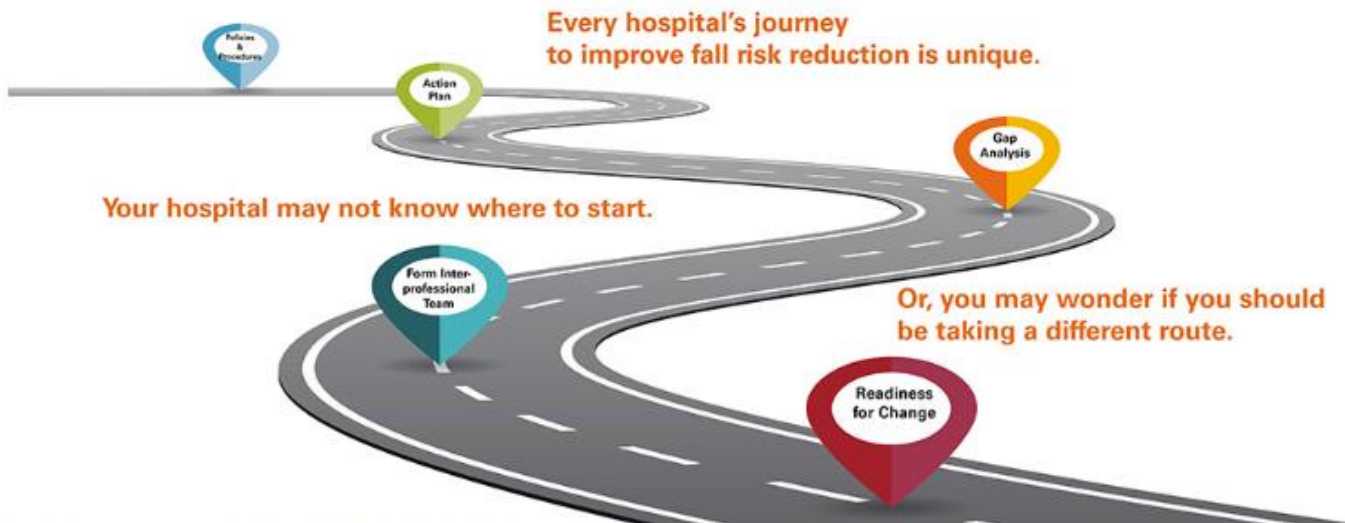 Every hospital's journey
to improve fall risk reduction is unique.
Policies
&
Procedures
Action
Plan
Gap
Analysis
Your hospital may not know where to start.
Form Inter-
professional
Team
Or, you may wonder if you should
be taking a different route.
Readiness
for Change